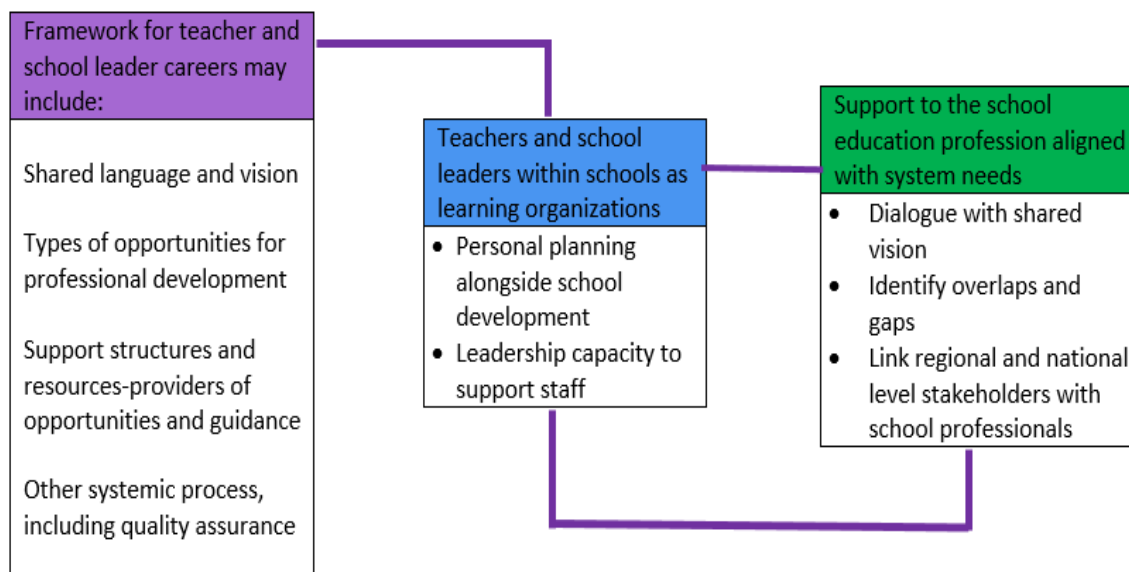 Framework for teacher and
school leader careers may
include:
Shared language and vision
Types of opportunities for
professional development
Support structures and
resources-providers of
opportunities and guidance
Other systemic process,
including quality assurance
Teachers and school
leaders within schools as
learning organizations
• Personal planning
alongside school
development
• Leadership capacity to
support staff
Support to the school
education profession aligned
with system needs
• Dialogue with shared
vision
• Identify overlaps and
gaps
• Link regional and national
level stakeholders with
school professionals